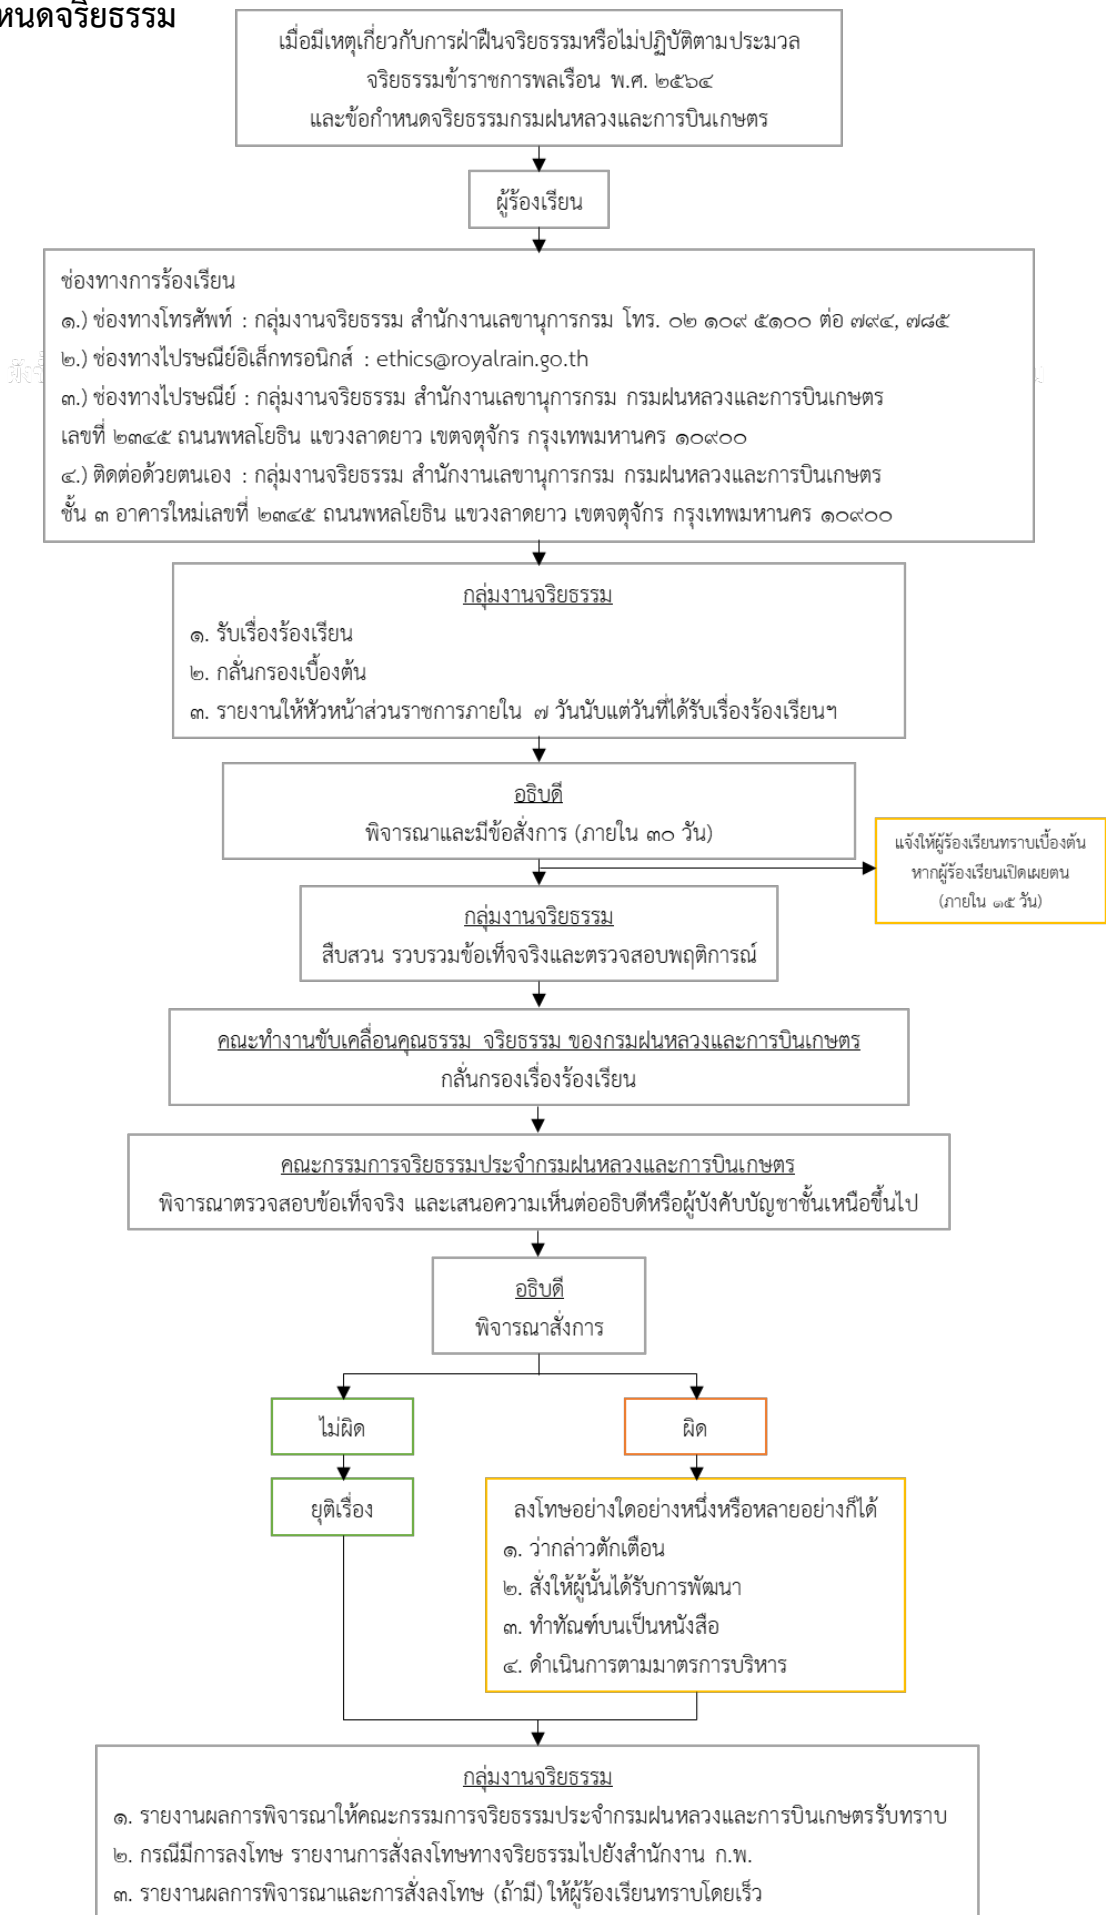 หนดจริยธรรม
เมื่อมีเหตุเกี่ยวกับการฝ่าฝืนจริยธรรมหรือไม่ปฏิบัติตามประมวล
จริยธรรมข้าราชการพลเรือน พ.ศ. ๒๕๖๔
และข้อกำหนดจริยธรรมกรมฝนหลวงและการบินเกษตร
ผู้ร้องเรียน
ช่องทางการร้องเรียน
๑.) ช่องทางโทรศัพท์ : กลุ่มงานจริยธรรม สำนักงานเลขานุการกรม โทร. ๐๒ ๑๐๙ ๕๑๐๐ ต่อ ๗๙๔, ๗๘๕
๒.) ช่องทางไปรษณีย์อิเล็กทรอนิกส์ : ethics@royalrain.go.th
๓.) ช่องทางไปรษณีย์ : กลุ่มงานจริยธรรม สำนักงานเลขานุการกรม กรมฝนหลวงและการบินเกษตร
เลขที่ ๒๓๔๕ ถนนพหลโยธิน แขวงลาดยาว เขตจตุจักร กรุงเทพมหานคร ๑๐๙๐๐
๔.) ติดต่อด้วยตนเอง : กลุ่มงานจริยธรรม สำนักงานเลขานุการกรม กรมฝนหลวงและการบินเกษตร
ชั้น ๓ อาคารใหม่เลขที่ ๒๓๔๕ ถนนพหลโยธิน แขวงลาดยาว เขตจตุจักร กรุงเทพมหานคร ๑๐๙๐๐
กลุ่มงานจริยธรรม
๑. รับเรื่องร้องเรียน
๒. กลั่นกรองเบื้องต้น
๓. รายงานให้หัวหน้าส่วนราชการภายใน ๗ วันนับแต่วันที่ได้รับเรื่องร้องเรียนฯ
อธิบดี
พิจารณาและมีข้อสั่งการ (ภายใน ๓๐ วัน)
แจ้งให้ผู้ร้องเรียนทราบเบื้องต้น
หากผู้ร้องเรียนเปิดเผยตน
(ภายใน ๑๕ วัน)
กลุ่มงานจริยธรรม
สืบสวน รวบรวมข้อเท็จจริงและตรวจสอบพฤติการณ์
คณะทำงานขับเคลื่อนคุณธรรม จริยธรรม ของกรมฝนหลวงและการบินเกษตร
กลั่นกรองเรื่องร้องเรียน
คณะกรรมการจริยธรรมประจำกรมฝนหลวงและการบินเกษตร
พิจารณาตรวจสอบข้อเท็จจริง และเสนอความเห็นต่ออธิบดีหรือผู้บังคับบัญชาชั้นเหนือขึ้นไป
อธิบดี
พิจารณาสั่งการ
ไม่ผิด
ผิด
ยุติเรื่อง
ลงโทษอย่างใดอย่างหนึ่งหรือหลายอย่างก็ได้
๑. ว่ากล่าวตักเตือน
๒. สั่งให้ผู้นั้นได้รับการพัฒนา
๓. ทำทัณฑ์บนเป็นหนังสือ
๔. ดำเนินการตามมาตรการบริหาร
กลุ่มงานจริยธรรม
๑. รายงานผลการพิจารณาให้คณะกรรมการจริยธรรมประจำกรมฝนหลวงและการบินเกษตรรับทราบ
๒. กรณีมีการลงโทษ รายงานการสั่งลงโทษทางจริยธรรมไปยังสำนักงาน ก.พ.
๓. รายงานผลการพิจารณาและการสั่งลงโทษ (ถ้ามี) ให้ผู้ร้องเรียนทราบโดยเร็ว